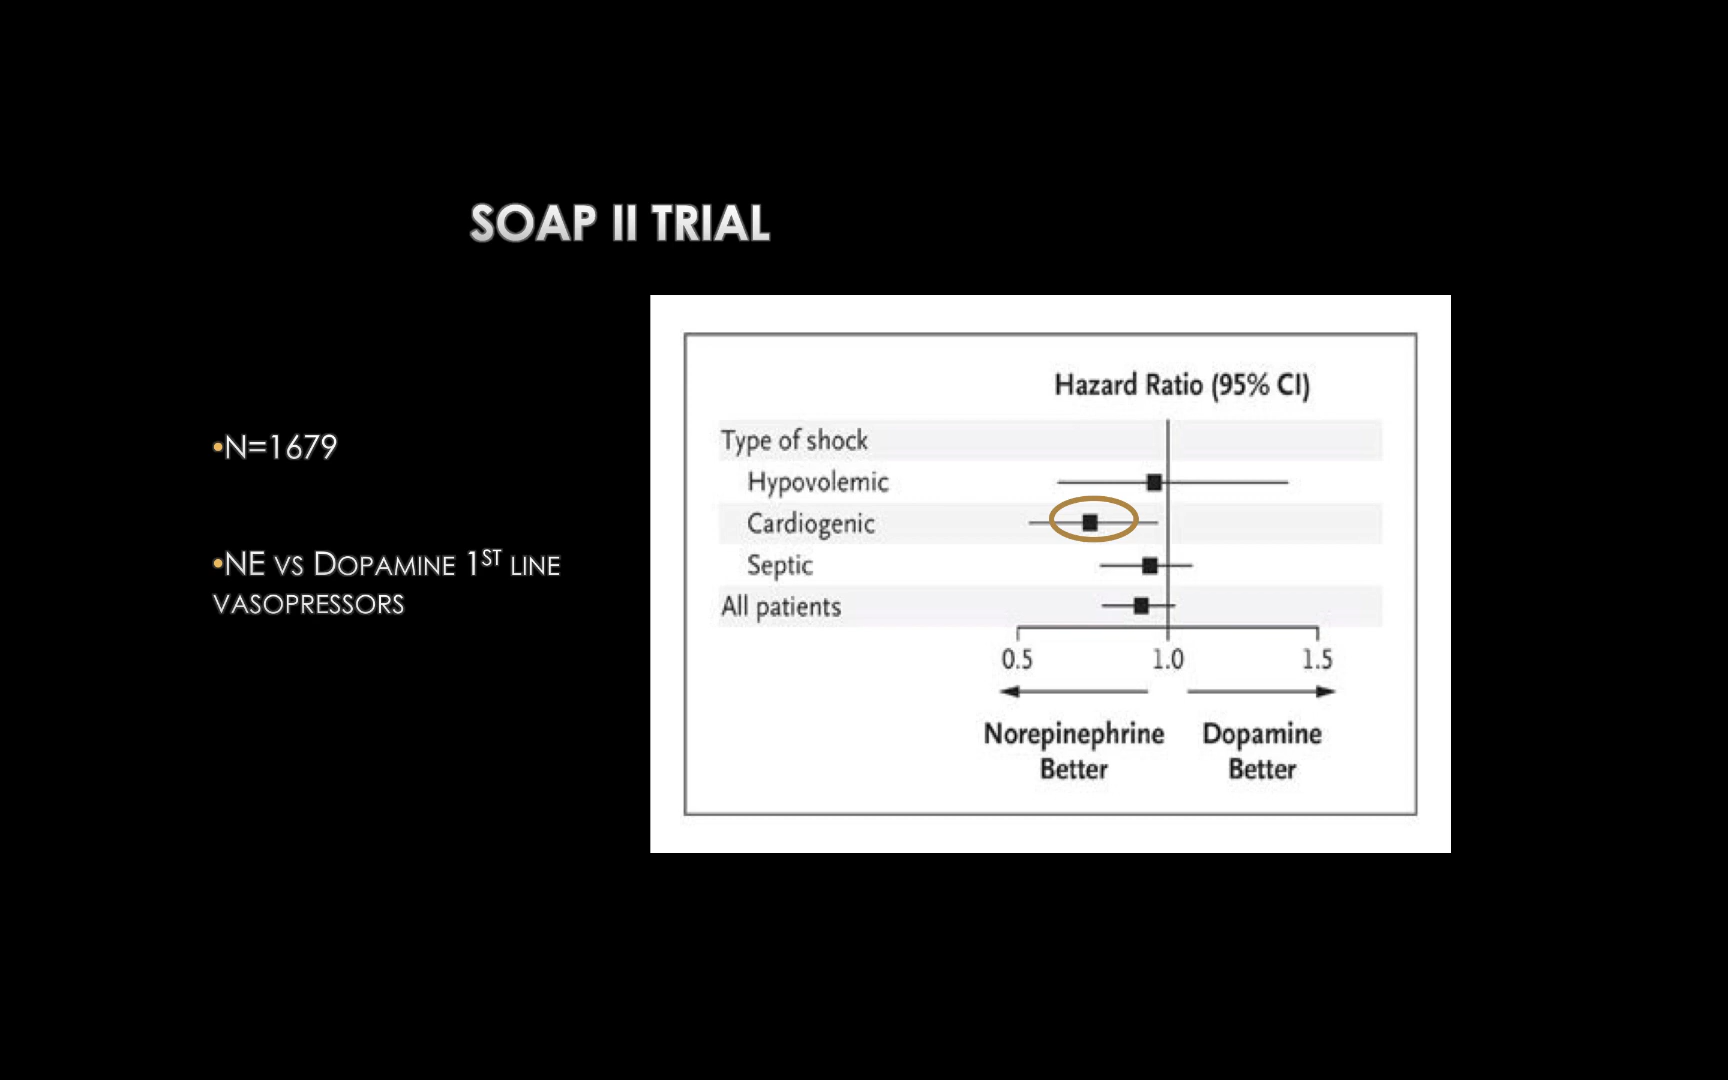 SOAP II TRIAL
•N=1679
•NE VS DOPAMINE 1ST LINE
VASOPRESSORS
Hazard Ratio (95% CI)
Type of shock
Hypovolemic
Cardiogenic
Septic
All patients
0.5 1.0 1.5
Norepinephrine Dopamine
Better Better